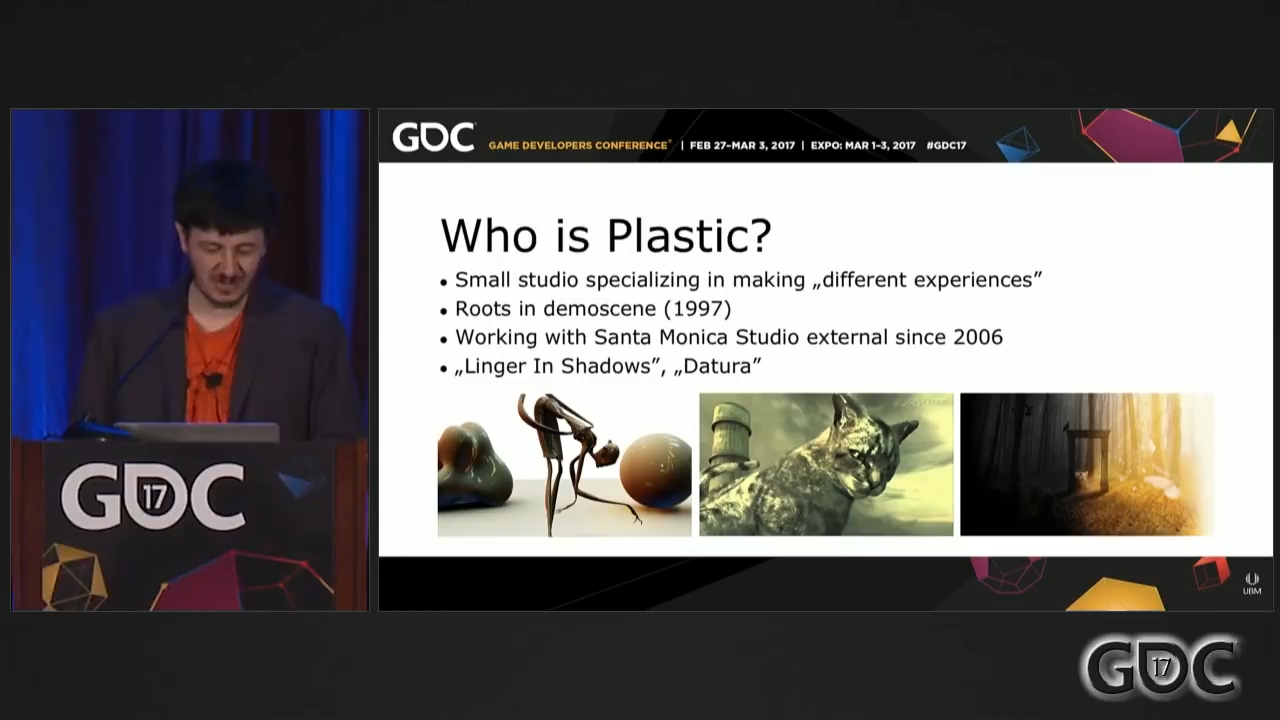 GDC
GAME DEVELOPERS CONFERENCE® | FEB 27–MAR 3, 2017 | EXPO: MAR 1–3, 2017 #GDC17
Who is Plastic?
• Small studio specializing in making „different experiences”
• Roots in demoscene (1997)
• Working with Santa Monica Studio external since 2006
• „Linger In Shadows”, „Datura”
GDC
17
UBM
GDC
17